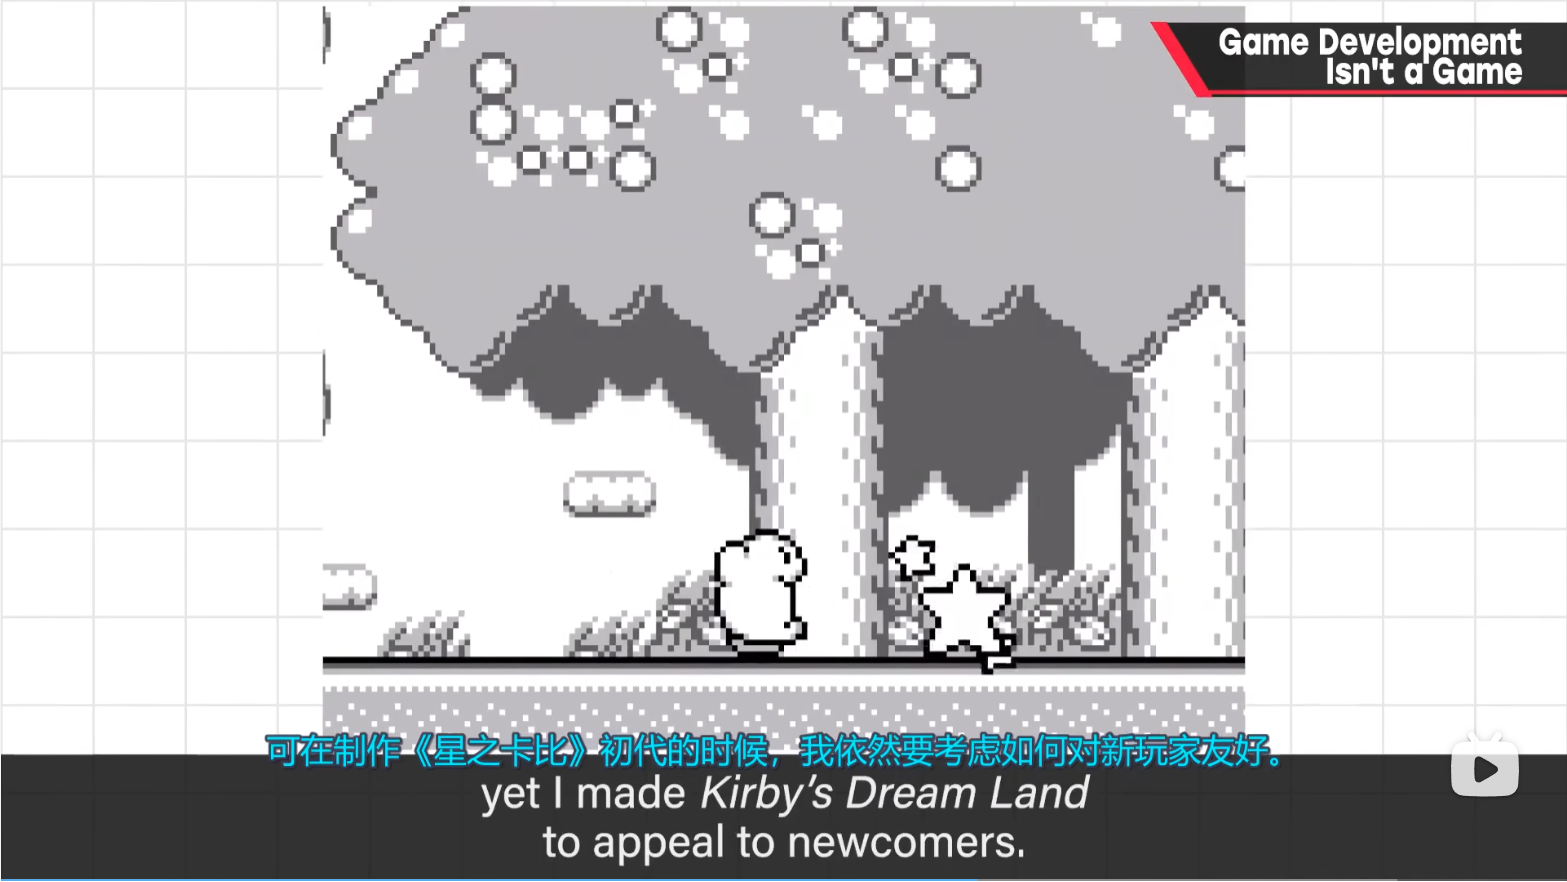 Game Development
Isn't a Game
可在制作《星之卡比》初代的时候，我依然要考虑如何对新玩家友好。
yet I made Kirby's Dream Land
to appeal to newcomers.